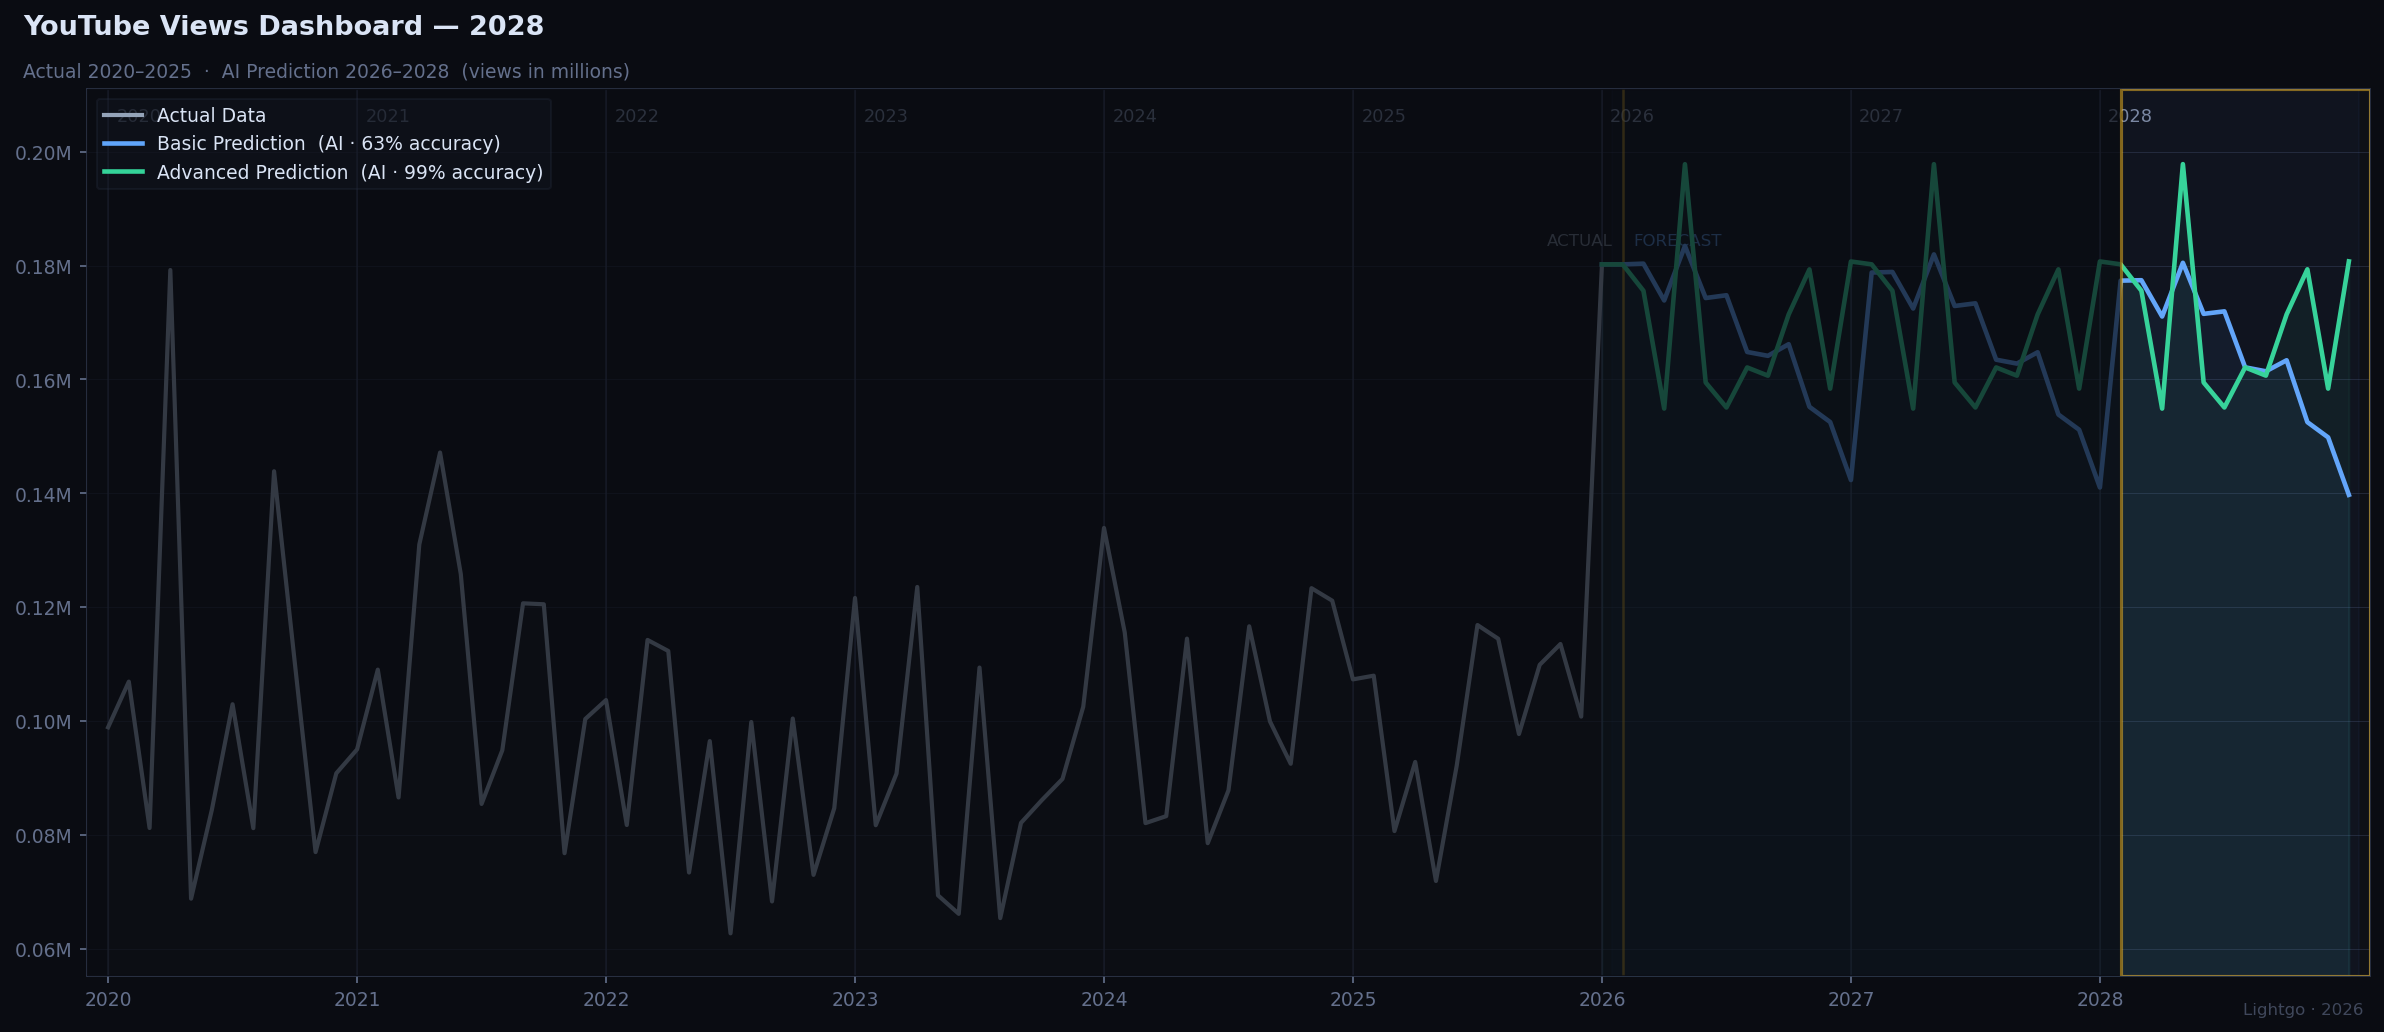 YouTube Views Dashboard — 2028
Actual 2020–2025 · AI Prediction 2026–2028 (views in millions)
2020 2021 2022 2023 2024 2025 2026 2027 2028
Actual Data
Basic Prediction (AI · 63% accuracy)
Advanced Prediction (AI · 99% accuracy)
ACTUAL FORECAST
0.20M
0.18M
0.16M
0.14M
0.12M
0.10M
0.08M
0.06M
2020 2021 2022 2023 2024 2025 2026 2027 2028
Lightgo · 2026